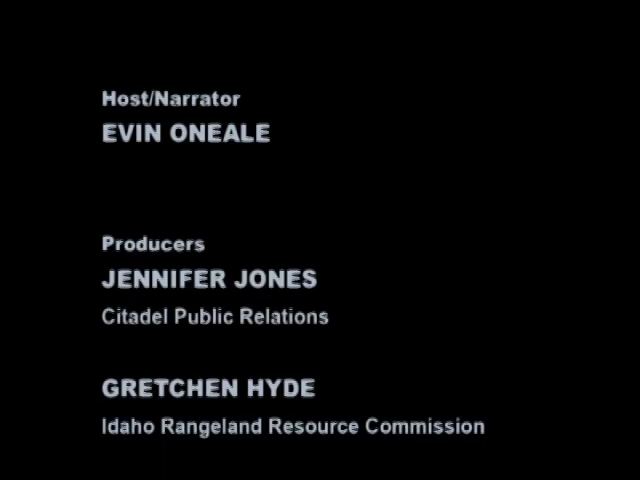 Host/Narrator
EVIN ONEALE
Producers
JENNIFER JONES
Citadel Public Relations
GRETCHEN HYDE
Idaho Rangeland Resource Commission